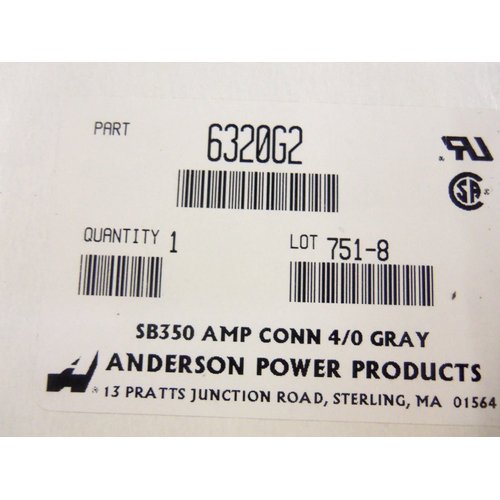 PART 6320G2
QUANTITY 1 LOT 751-8
SB350 AMP CONN 4/0 GRAY
ANDERSON POWER PRODUCTS
13 PRATTS JUNCTION ROAD, STERLING, MA 01564